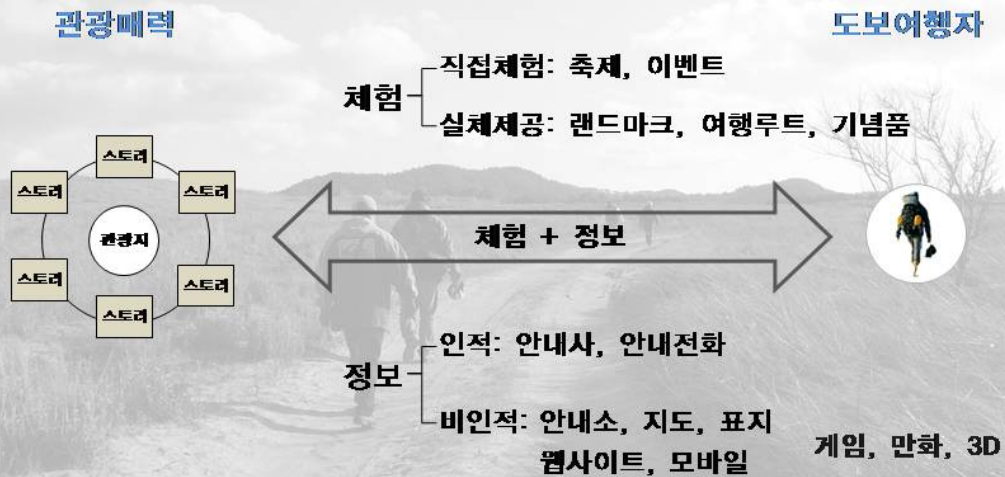 관광매력
도보여행자
체험
직접체험: 축제, 이벤트
실체제공: 랜드마크, 여행루트, 기념품
스토리
스토리
스토리
관광지
스토리
스토리
스토리
체험 + 정보
정보
인적: 안내사, 안내전화
비인적: 안내소, 지도, 표지
웹사이트, 모바일
게임, 만화, 3D